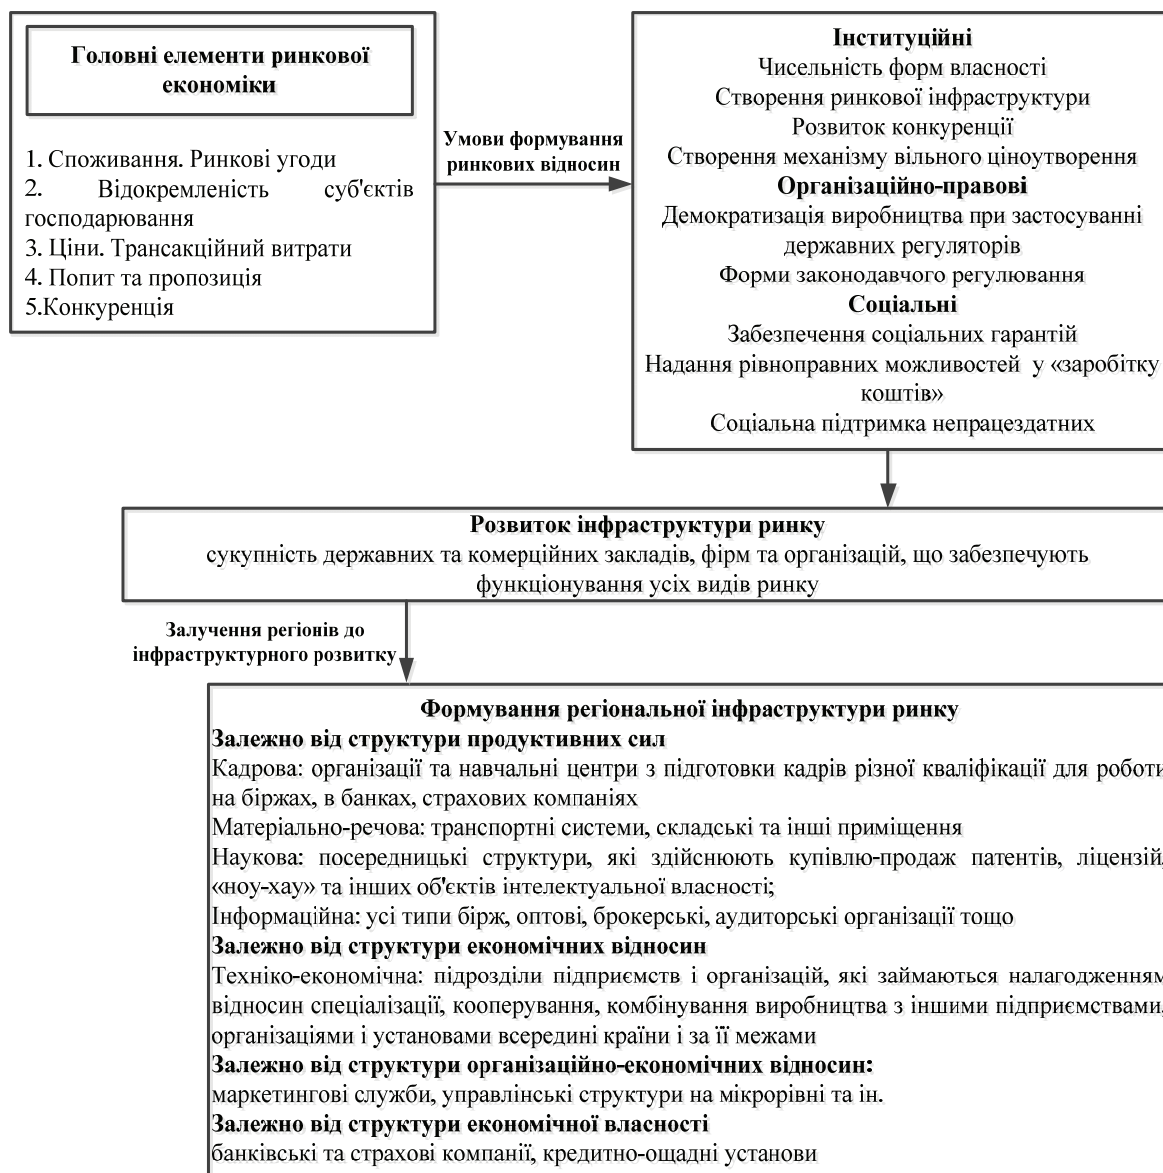 Головні елементи ринкової
економіки
1. Споживання. Ринкові угоди
2. Відокремленість суб'єктів
господарювання
3. Ціни. Трансакційний витрати
4. Попит та пропозиція
5.Конкуренція
Умови формування
ринкових відносин
Інституційні
Чисельність форм власності
Створення ринкової інфраструктури
Розвиток конкуренції
Створення механізму вільного ціноутворення
Організаційно-правові
Демократизація виробництва при застосуванні
державних регуляторів
Форми законодавчого регулювання
Соціальні
Забезпечення соціальних гарантій
Надання рівноправних можливостей у «заробітку
коштів»
Соціальна підтримка непрацездатних
Розвиток інфраструктури ринку
сукупність державних та комерційних закладів, фірм та організацій, що забезпечують
функціонування усіх видів ринку
Залучення регіонів до
інфраструктурного розвитку
Формування регіональної інфраструктури ринку
Залежно від структури продуктивних сил
Кадрова: організації та навчальні центри з підготовки кадрів різної кваліфікації для роботи
на біржах, в банках, страхових компаніях
Матеріально-речова: транспортні системи, складські та інші приміщення
Наукова: посередницькі структури, які здійснюють купівлю-продаж патентів, ліцензій,
«ноу-хау» та інших об'єктів інтелектуальної власності;
Інформаційна: усі типи бірж, оптові, брокерські, аудиторські організації тощо
Залежно від структури економічних відносин
Техніко-економічна: підрозділи підприємств і організацій, які займаються налагодженням
відносин спеціалізації, кооперування, комбінування виробництва з іншими підприємствами,
організаціями і установами всередині країни і за її межами
Залежно від структури організаційно-економічних відносин:
маркетингові служби, управлінські структури на мікрорівні та ін.
Залежно від структури економічної власності
банківські та страхові компанії, кредитно-ощадні установи